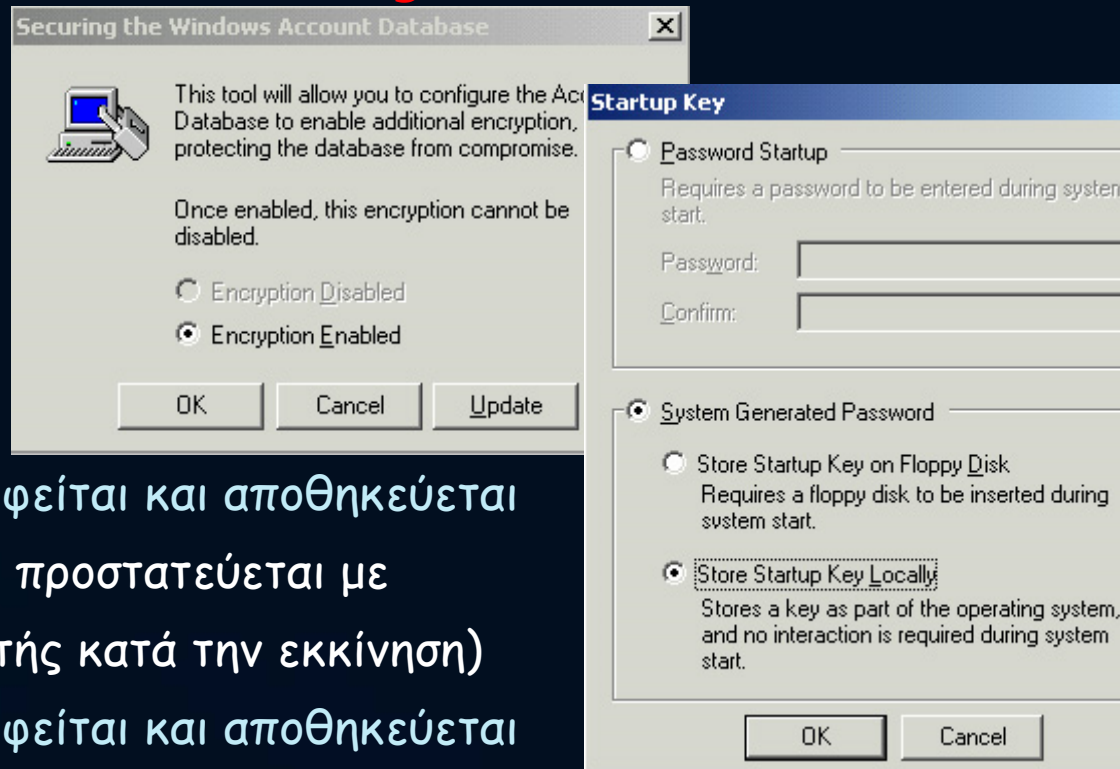 Securing the Windows Account Database
This tool will allow you to configure the
Database to enable additional encryption,
protecting the database from compromise.
Once enabled, this encryption cannot be
disabled.
Encryption Disabled
Encryption Enabled
OK Cancel Update
Startup Key
Password Startup
Requires a password to be entered during system
start.
Password:
Confirm:
System Generated Password
Store Startup Key on Floppy Disk
Requires a floppy disk to be inserted during
system start.
Store Startup Key Locally
Stores a key as part of the operating system,
and no interaction is required during system
start.
OK Cancel
φείται και αποθηκεύεται
προστατεύεται με
τής κατά την εκκίνηση)
φείται και αποθηκεύεται